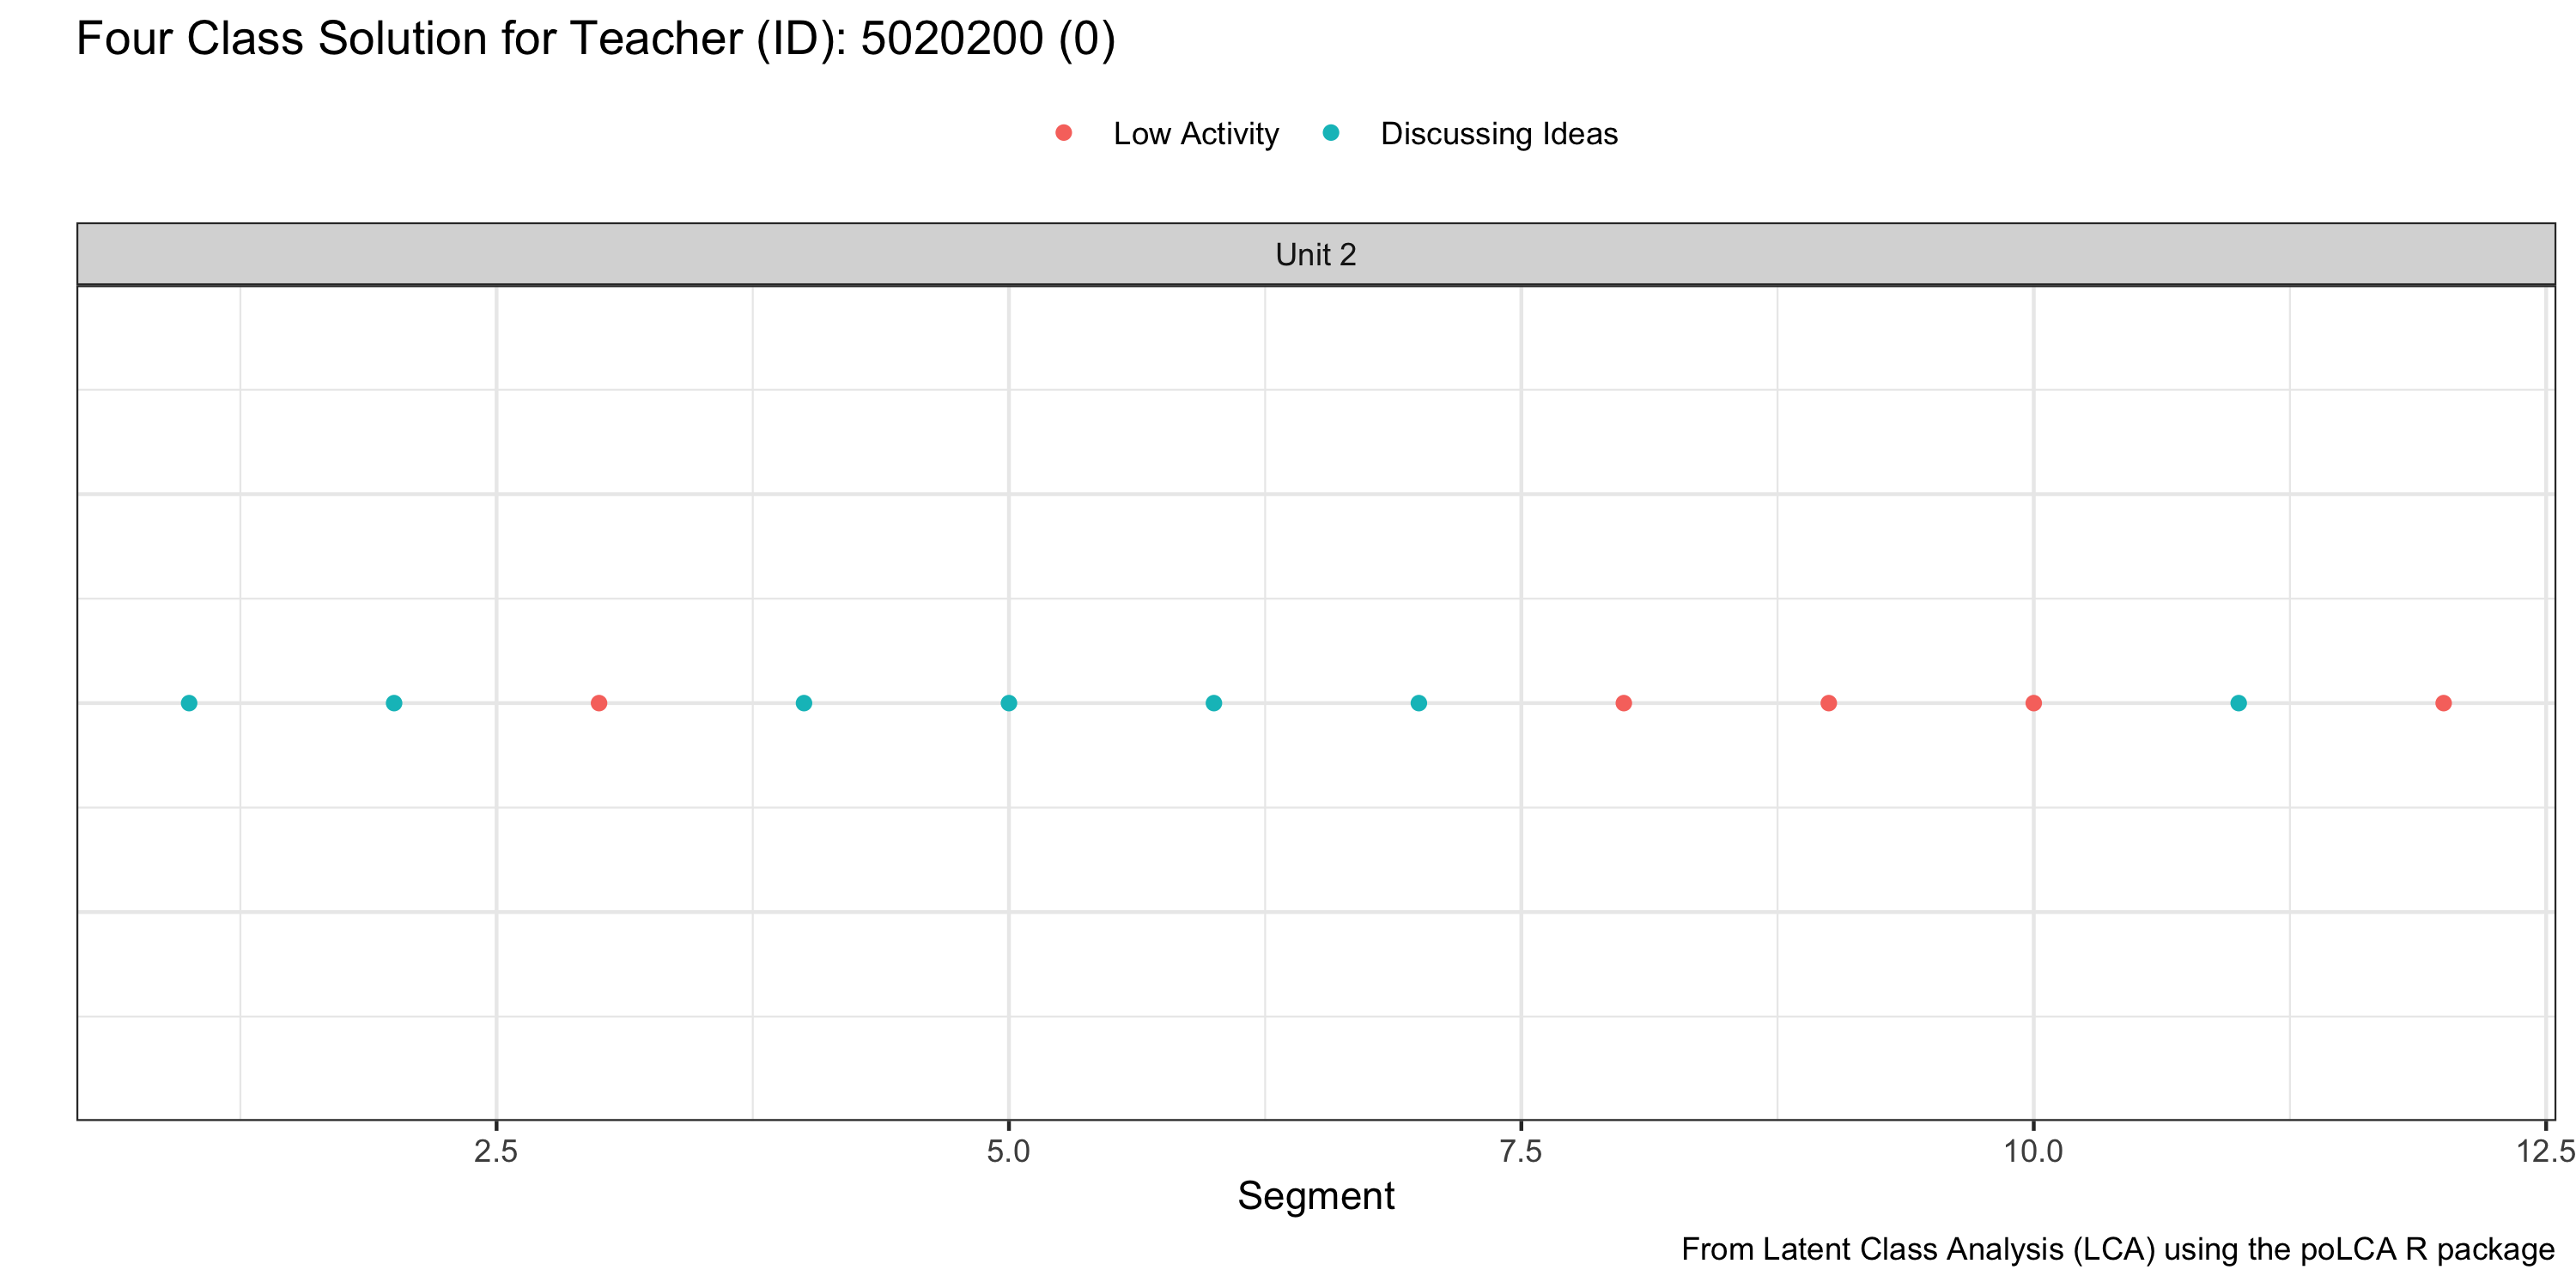 Four Class Solution for Teacher (ID): 5020200 (0)
Low Activity Discussing Ideas
Unit 2
2.5 5.0 7.5 10.0 12.5
Segment
From Latent Class Analysis (LCA) using the poLCA R package